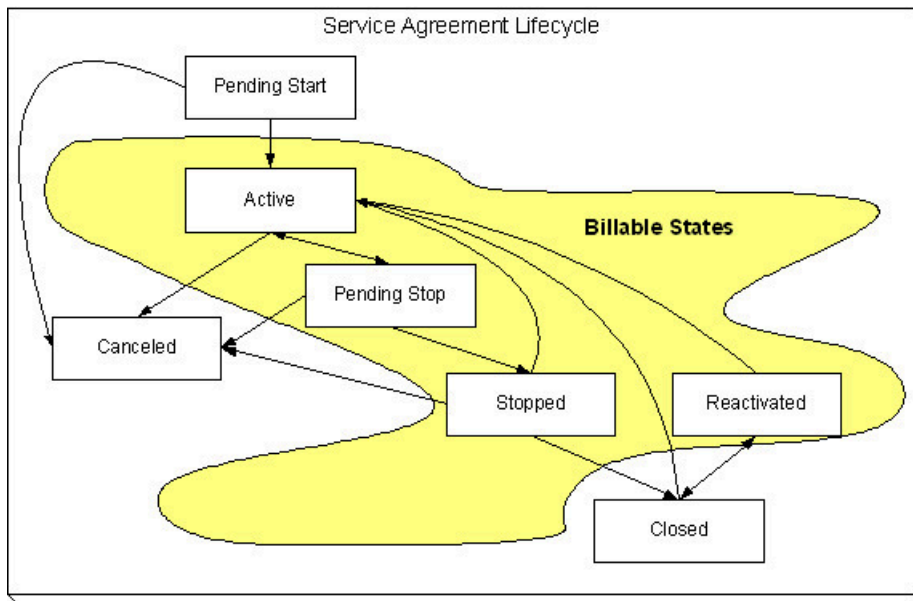 Service Agreement Lifecycle
Pending Start
Active
Billable States
Pending Stop
Canceled
Stopped
Reactivated
Closed